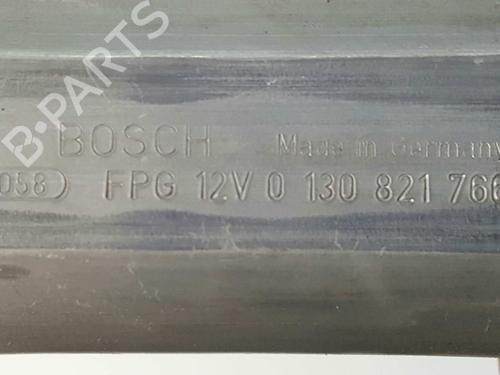 B-PARTS
BOSCH Made in Germany
058) FPG 12V 0 130 821 766